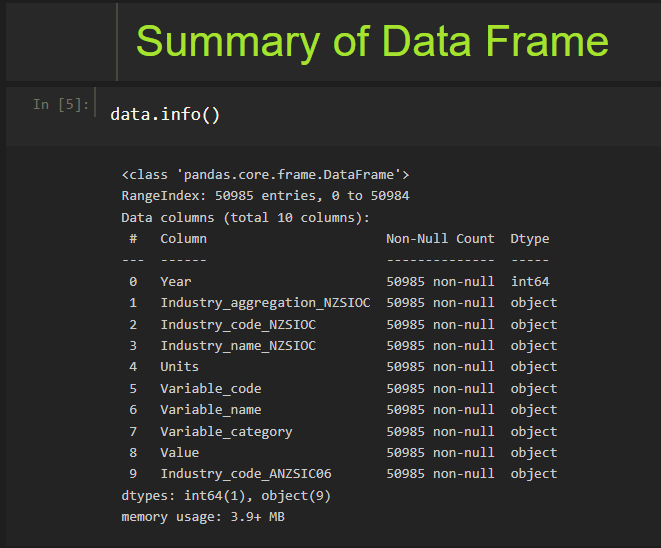 Summary of Data Frame
In [5]: data.info()
<class 'pandas.core.frame.DataFrame'>
RangeIndex: 50985 entries, 0 to 50984
Data columns (total 10 columns):
 #   Column                       Non-Null Count  Dtype
---  ------                       --------------  -----
 0   Year                         50985 non-null  int64
 1   Industry_aggregation_NZSIOC  50985 non-null  object
 2   Industry_code_NZSIOC         50985 non-null  object
 3   Industry_name_NZSIOC         50985 non-null  object
 4   Units                        50985 non-null  object
 5   Variable_code                50985 non-null  object
 6   Variable_name                50985 non-null  object
 7   Variable_category            50985 non-null  object
 8   Value                        50985 non-null  object
 9   Industry_code_ANZSIC06       50985 non-null  object
dtypes: int64(1), object(9)
memory usage: 3.9+ MB